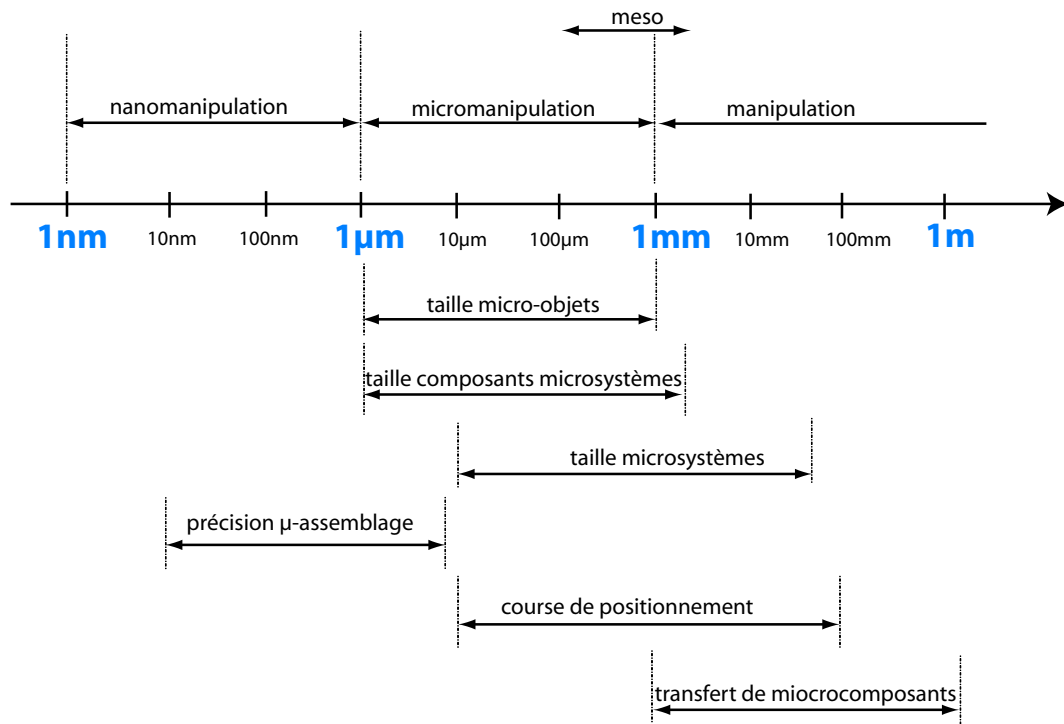 meso
nanomanipulation
micromanipulation
manipulation
1nm
10nm
100nm
1µm
10µm
100µm
1mm
10mm
100mm
1m
taille micro-objets
taille composants microsystèmes
taille microsystèmes
précision µ-assemblage
course de positionnement
transfert de miocrocomposants